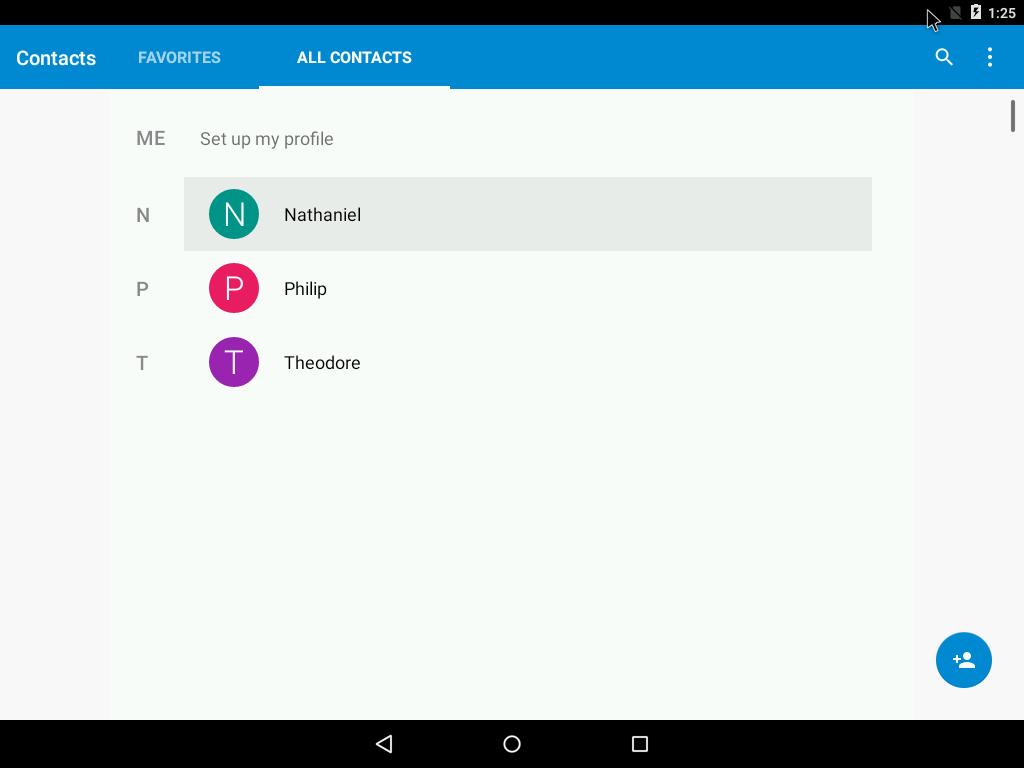 1:25
Contacts FAVORITES ALL CONTACTS
ME Set up my profile
N N Nathaniel
P P Philip
T T Theodore